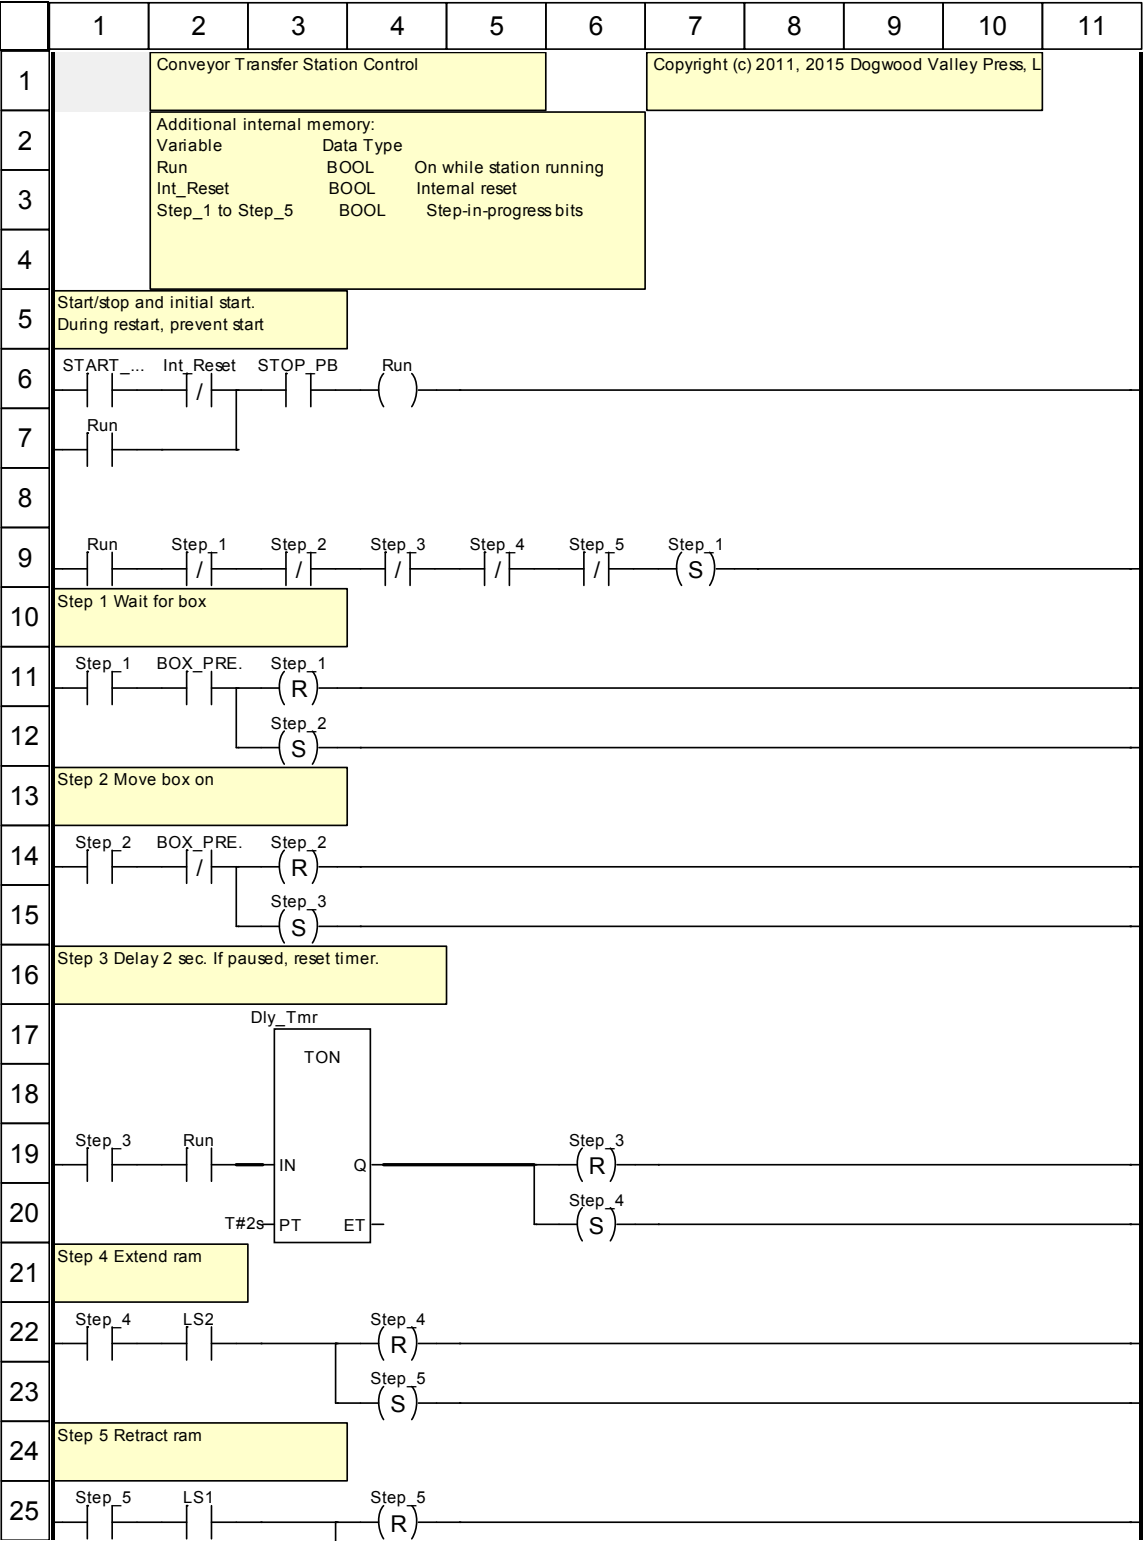 1 2 3 4 5 6 7 8 9 10 11
1
Conveyor Transfer Station Control
Copyright (c) 2011, 2015 Dogwood Valley Press, L
2
Additional internal memory:
Variable Data Type
Run BOOL On while station running
3
Int_Reset BOOL Internal reset
Step_1 to Step_5 BOOL Step-in-progress bits
4
5
Start/stop and initial start.
During restart, prevent start
START_... Int_Reset STOP_PB Run
6
/
Run
7
8
Run Step_1 Step_2 Step_3 Step_4 Step_5 Step_1
9
/ / / / / S
10
Step 1 Wait for box
Step_1 BOX_PRE. Step_1
11
R
Step_2
12
S
13
Step 2 Move box on
Step_2 BOX_PRE. Step_2
14
/ R
Step_3
15
S
16
Step 3 Delay 2 sec. If paused, reset timer.
17
Dly_Tmr
TON
18
Step_3 Run Step_3
19
IN Q R
Step_4
20
T#2s PT ET S
21
Step 4 Extend ram
Step_4 LS2 Step_4
22
R
Step_5
23
S
24
Step 5 Retract ram
Step_5 LS1 Step_5
25
R